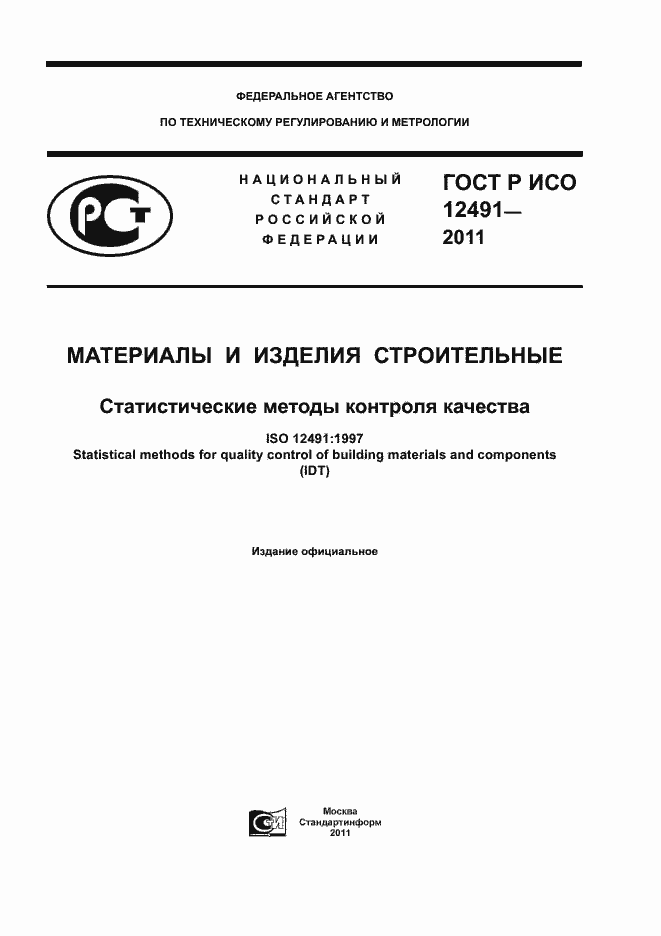 ФЕДЕРАЛЬНОЕ АГЕНТСТВО
ПО ТЕХНИЧЕСКОМУ РЕГУЛИРОВАНИЮ И МЕТРОЛОГИИ
РСТ
НАЦИОНАЛЬНЫЙ
СТАНДАРТ
РОССИЙСКОЙ
ФЕДЕРАЦИИ
ГОСТ Р ИСО
12491—
2011
МАТЕРИАЛЫ И ИЗДЕЛИЯ СТРОИТЕЛЬНЫЕ
Статистические методы контроля качества
ISO 12491:1997
Statistical methods for quality control of building materials and components
(IDT)
Издание официальное
Москва
Стандартинформ
2011